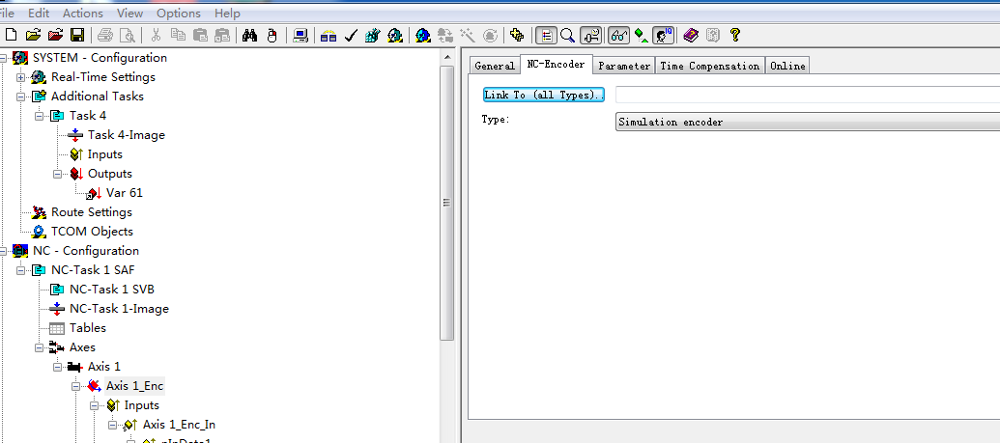 File Edit Actions View Options Help
SYSTEM - Configuration
Real-Time Settings
Additional Tasks
Task 4
Task 4-Image
Inputs
Outputs
Var 61
Route Settings
TCOM Objects
NC - Configuration
NC-Task 1 SAF
NC-Task 1 SVB
NC-Task 1-Image
Tables
Axes
Axis 1
Axis 1_Enc
Inputs
Axis 1_Enc_In
nInData1
General NC-Encoder Parameter Time Compensation Online
Link To (all Types)..
Type: Simulation encoder